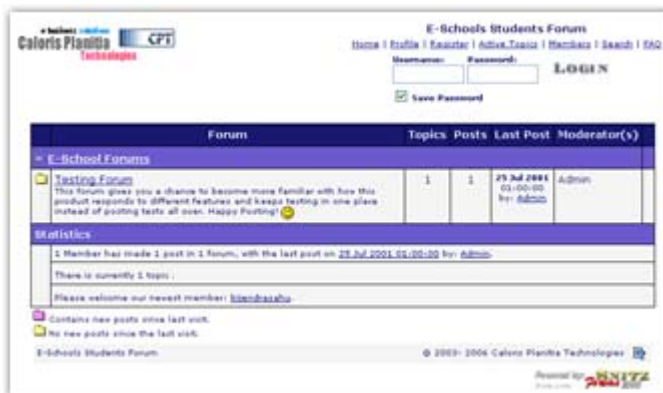 e-business solutions
Caloris Planitia CPT
Technologies
E-Schools Students Forum
Home | Profile | Register | Active Topics | Members | Search | FAQ
Username: Password:
LOGIN
Save Password
Forum Topics Posts Last Post Moderator(s)
E-School Forums
Testing Forum 1 1 25 Jul 2001 Admin
This forum gives you a chance to become more familiar with how this 01:00:00
product responds to different features and keeps testing in one place by: Admin
instead of posting tests all over. Happy Posting!
Statistics
1 Member has made 1 post in 1 forum, with the last post on 25 Jul 2001 01:00:00 by: Admin.
There is currently 1 topic .
Please welcome our newest member: hitendrasahu.
Contains new posts since last visit.
No new posts since the last visit.
E-Schools Students Forum © 2003- 2006 Caloris Planitia Technologies
Powered by: SNITZ
Forums 2000